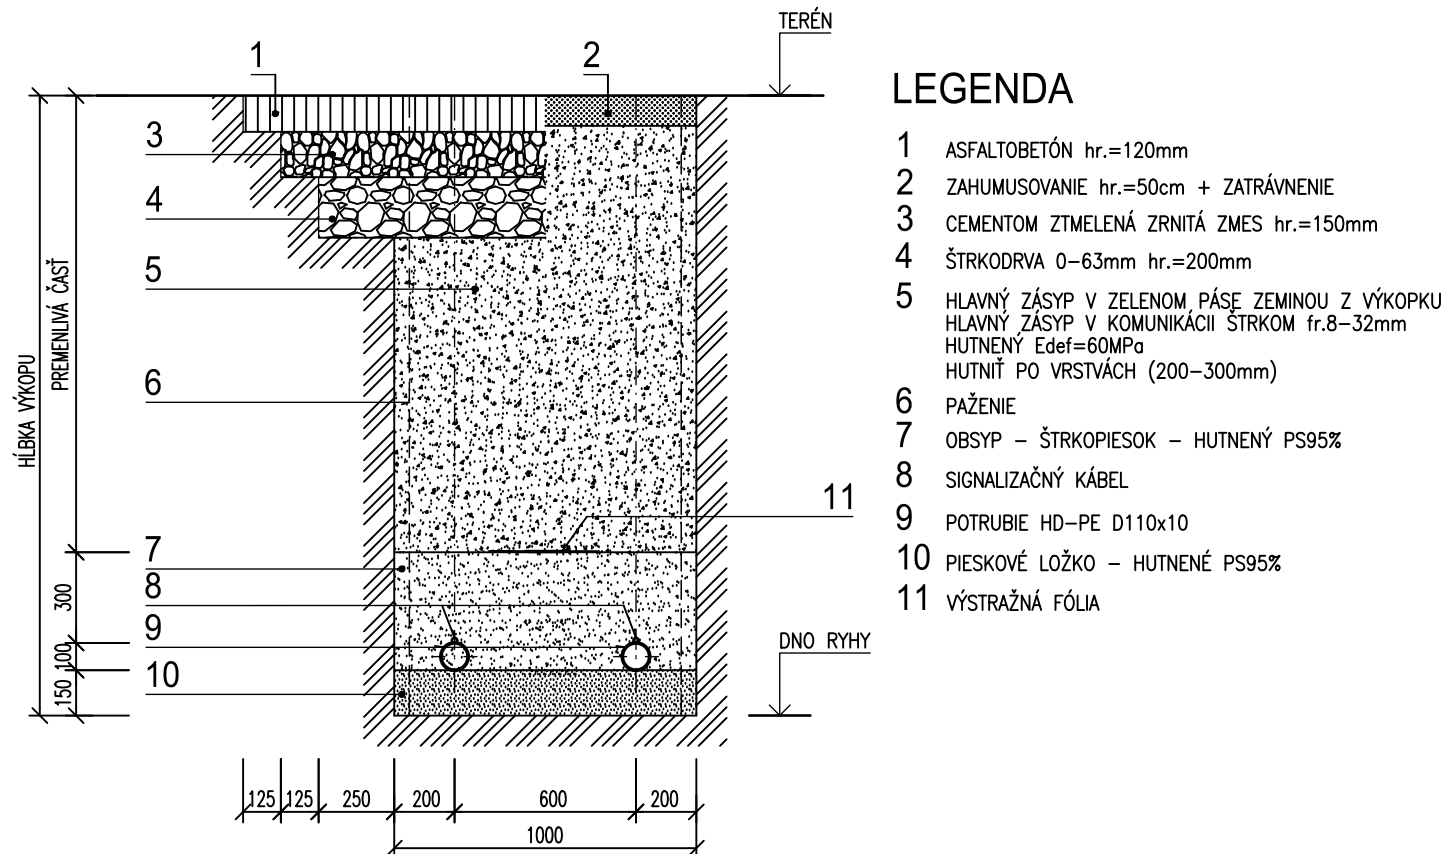 TERÉN
1
2
3
4
5
6
7
8
9
10
11
HĹBKA VÝKOPU
PREMENLIVÁ ČASŤ
300
100
150
DNO RYHY
125 125 250 200 600 200
1000
LEGENDA
1 ASFALTOBETÓN hr.=120mm
2 ZAHUMUSOVANIE hr.=50cm + ZATRÁVNENIE
3 CEMENTOM ZTMELENÁ ZRNITÁ ZMES hr.=150mm
4 ŠTRKODRVA 0-63mm hr.=200mm
5 HLAVNÝ ZÁSYP V ZELENOM PÁSE ZEMINOU Z VÝKOPKU
HLAVNÝ ZÁSYP V KOMUNIKÁCII ŠTRKOM fr.8-32mm
HUTNENÝ Edef=60MPa
HUTNIŤ PO VRSTVÁCH (200-300mm)
6 PAŽENIE
7 OBSYP - ŠTRKOPIESOK - HUTNENÝ PS95%
8 SIGNALIZAČNÝ KÁBEL
9 POTRUBIE HD-PE D110x10
10 PIESKOVÉ LOŽKO - HUTNENÉ PS95%
11 VÝSTRAŽNÁ FÓLIA